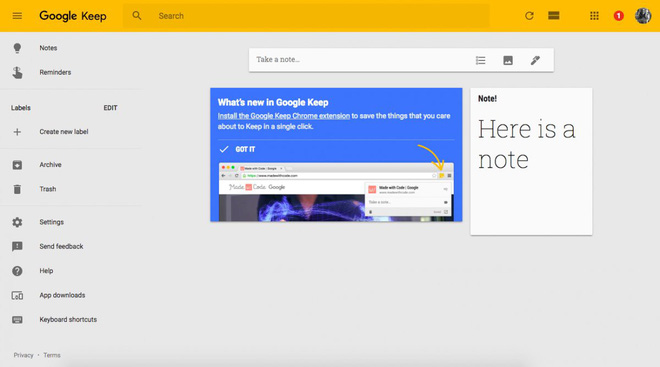 Google Keep
Search
1
Notes
Reminders
Labels
EDIT
Create new label
Archive
Trash
Settings
Send feedback
Help
App downloads
Keyboard shortcuts
Privacy • Terms
Take a note...
What's new in Google Keep
Install the Google Keep Chrome extension to save the things that you care
about to Keep in a single click.
GOT IT
Made with Code | Google
https://www.madewithcode.com
Made with Code. Google
Made with Code | Google
www.madewithcode.com
Take a note...
Note!
Here is a
note